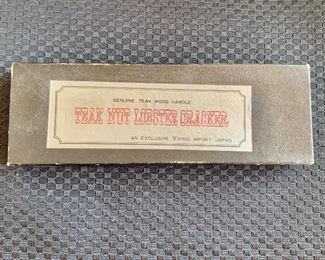 GENUINE TEAK WOOD HANDLE
TEAK NUT LOBSTER CRACKER
AN EXCLUSIVE VIKING IMPORT-JAPAN